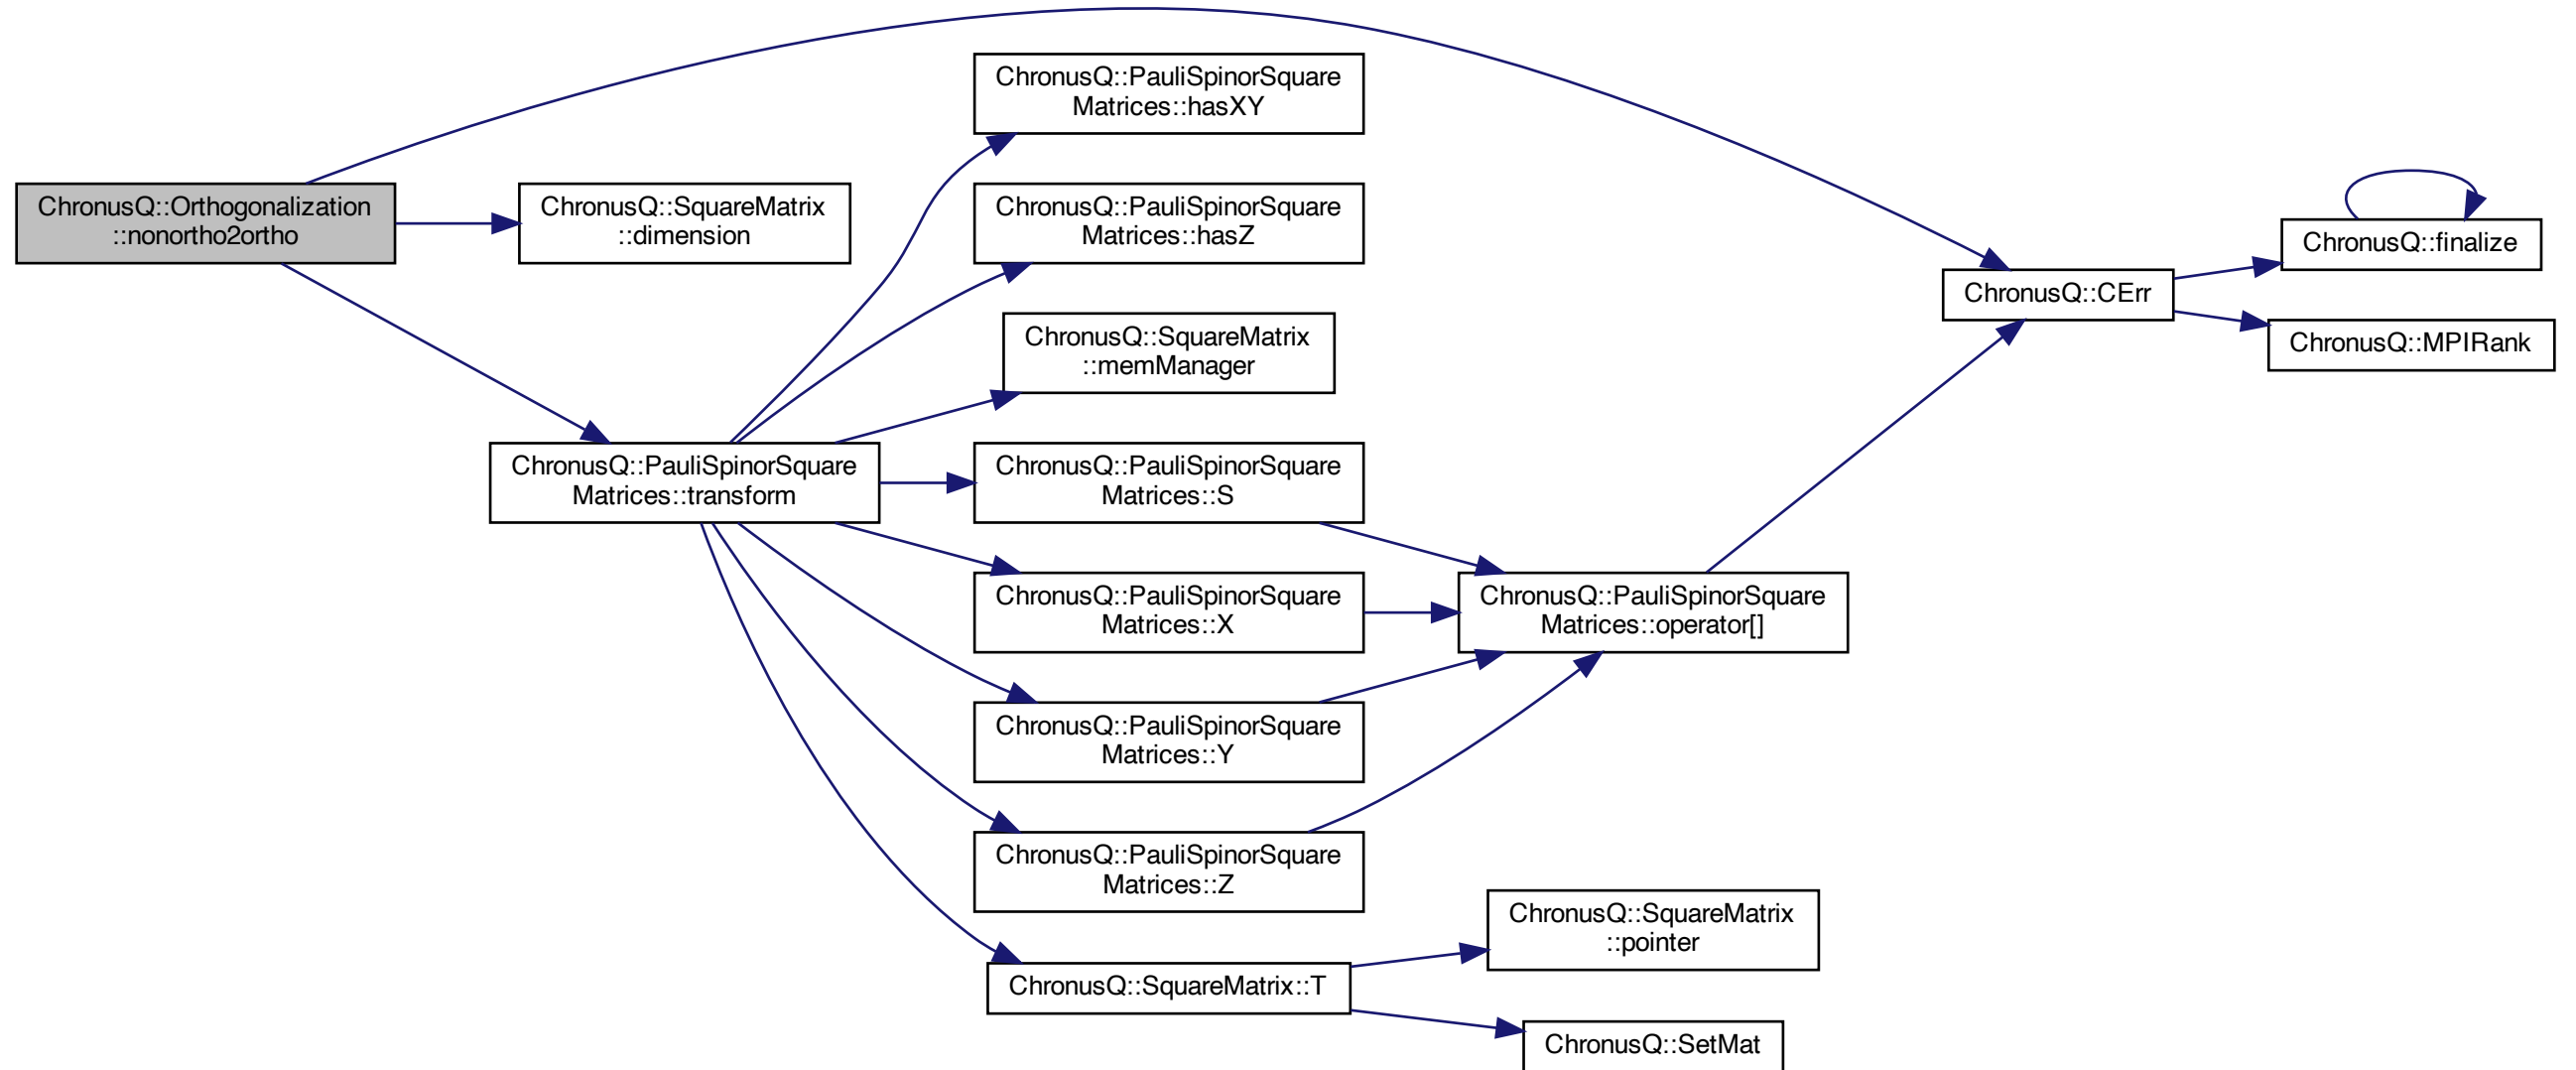 ChronusQ::Orthogonalization
::nonortho2ortho
ChronusQ::SquareMatrix
::dimension
ChronusQ::PauliSpinorSquare
Matrices::transform
ChronusQ::PauliSpinorSquare
Matrices::hasXY
ChronusQ::PauliSpinorSquare
Matrices::hasZ
ChronusQ::SquareMatrix
::memManager
ChronusQ::PauliSpinorSquare
Matrices::S
ChronusQ::PauliSpinorSquare
Matrices::X
ChronusQ::PauliSpinorSquare
Matrices::Y
ChronusQ::PauliSpinorSquare
Matrices::Z
ChronusQ::SquareMatrix::T
ChronusQ::PauliSpinorSquare
Matrices::operator[]
ChronusQ::SquareMatrix
::pointer
ChronusQ::SetMat
ChronusQ::CErr
ChronusQ::finalize
ChronusQ::MPIRank